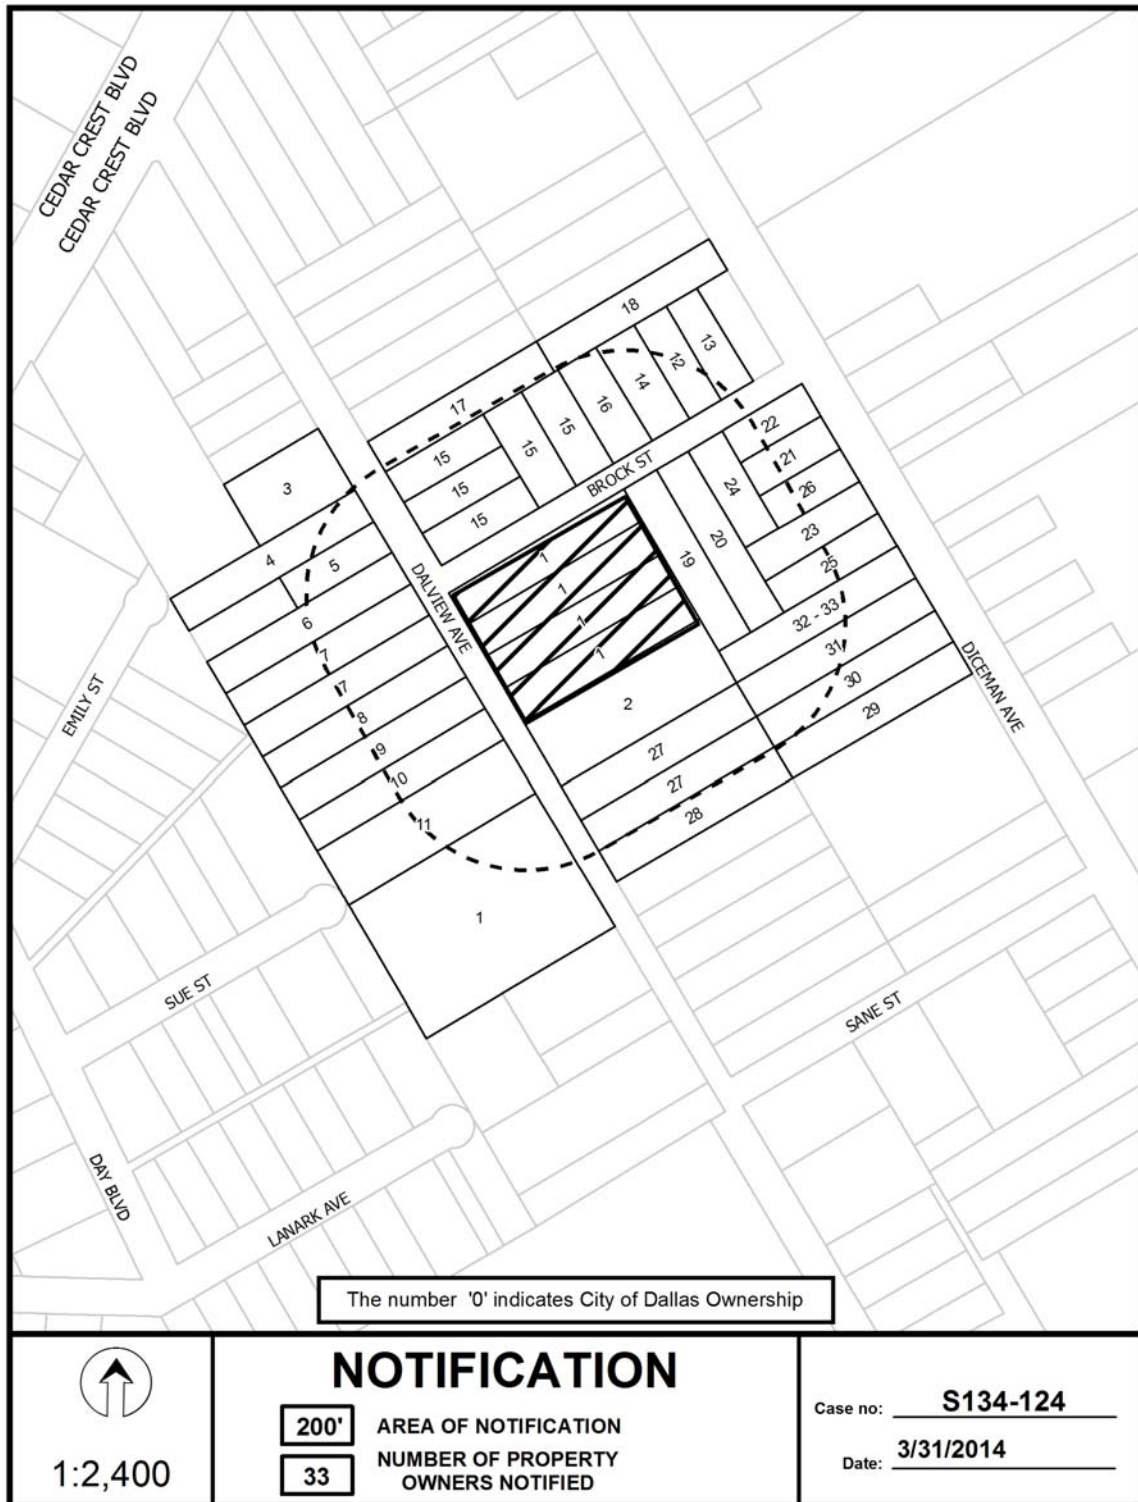 CEDAR CREST BLVD
CEDAR CREST BLVD
18
13
12
14
17
16
15
15
15
15
15
22
21
24
26
BROCK ST
3
23
20
19
25
4
5
1
1
1
1
DALVIEW AVE
6
7
7
8
9
10
11
32 - 33
31
30
29
2
27
27
28
DICEMAN AVE
EMILY ST
1
SUE ST
SANE ST
DAY BLVD
LANARK AVE
The number '0' indicates City of Dallas Ownership
1:2,400
NOTIFICATION
200' AREA OF NOTIFICATION
33 NUMBER OF PROPERTY
OWNERS NOTIFIED
Case no: S134-124
Date: 3/31/2014